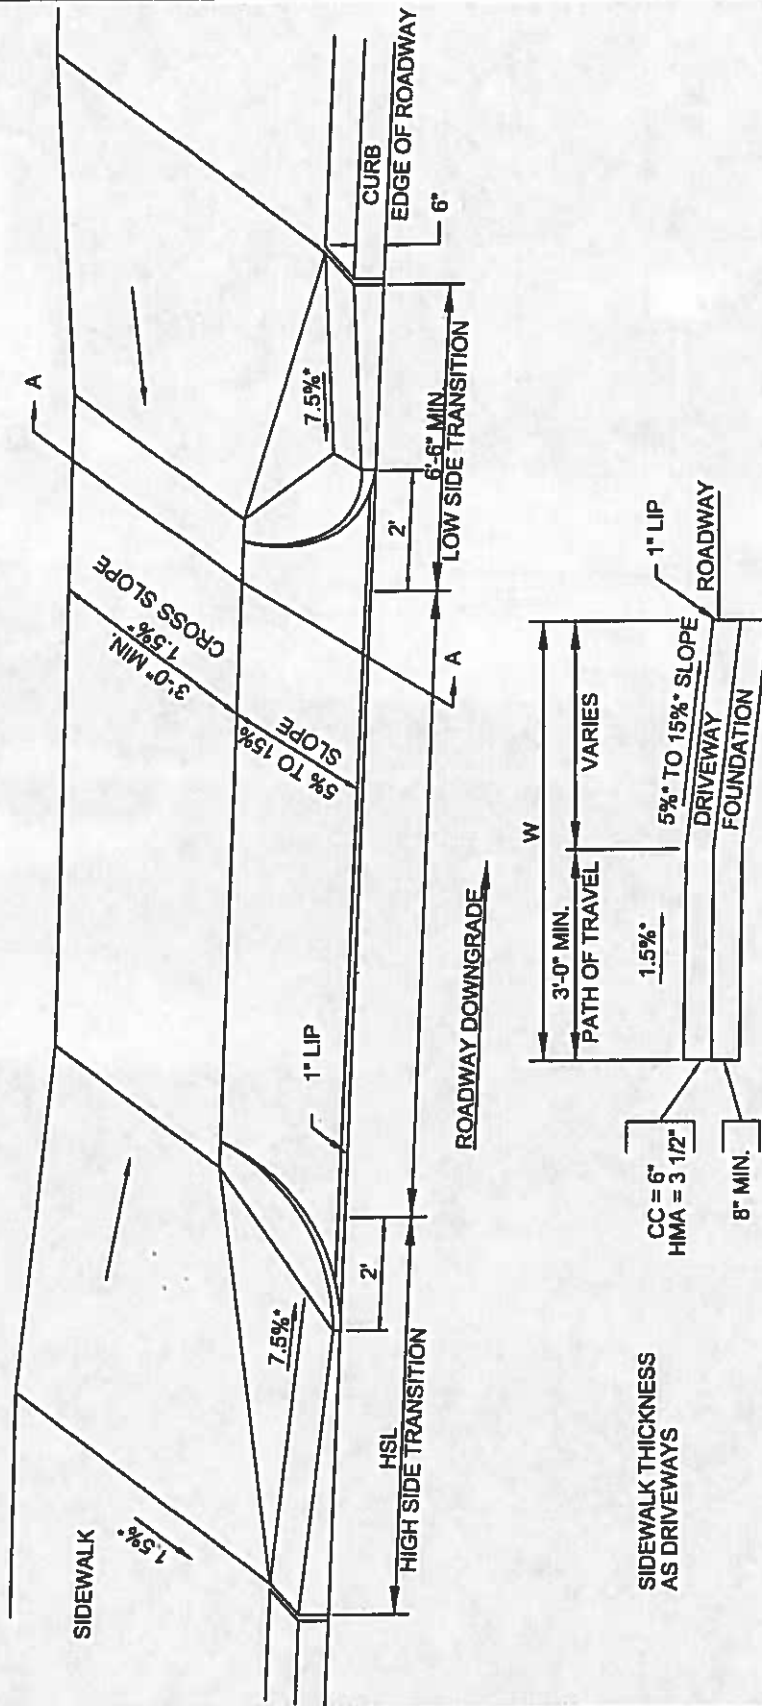 SIDEWALK
1.5%*
7.5%*
HSL
HIGH SIDE TRANSITION
2'
1" LIP
ROADWAY DOWNGRADE
3'-0" MIN.
1.5%*
CROSS SLOPE
5% TO 15%
SLOPE
A
A
7.5%*
2'
6'-6" MIN.
LOW SIDE TRANSITION
CURB
EDGE OF ROADWAY
6"
SIDEWALK THICKNESS
AS DRIVEWAYS
CC = 6"
HMA = 3 1/2"
8" MIN.
W
3'-0" MIN.
PATH OF TRAVEL
VARIES
1.5%*
5%* TO 15%* SLOPE
DRIVEWAY
FOUNDATION
1" LIP
ROADWAY